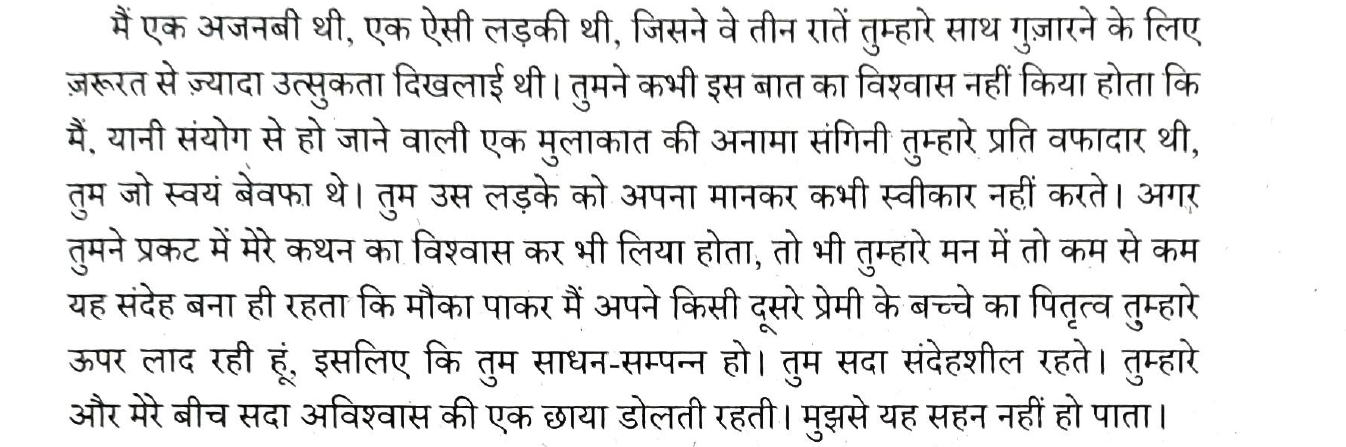 मैं एक अजनबी थी, एक ऐसी लड़की थी, जिसने वे तीन रातें तुम्हारे साथ गुज़ारने के लिए
ज़रूरत से ज़्यादा उत्सुकता दिखलाई थी। तुमने कभी इस बात का विश्वास नहीं किया होता कि
मैं, यानी संयोग से हो जाने वाली एक मुलाकात की अनामा संगिनी तुम्हारे प्रति वफादार थी,
तुम जो स्वयं बेवफा थे। तुम उस लड़के को अपना मानकर कभी स्वीकार नहीं करते। अगर
तुमने प्रकट में मेरे कथन का विश्वास कर भी लिया होता, तो भी तुम्हारे मन में तो कम से कम
यह संदेह बना ही रहता कि मौका पाकर मैं अपने किसी दूसरे प्रेमी के बच्चे का पितृत्व तुम्हारे
ऊपर लाद रही हूं, इसलिए कि तुम साधन-सम्पन्न हो। तुम सदा संदेहशील रहते। तुम्हारे
और मेरे बीच सदा अविश्वास की एक छाया डोलती रहती। मुझसे यह सहन नहीं हो पाता।